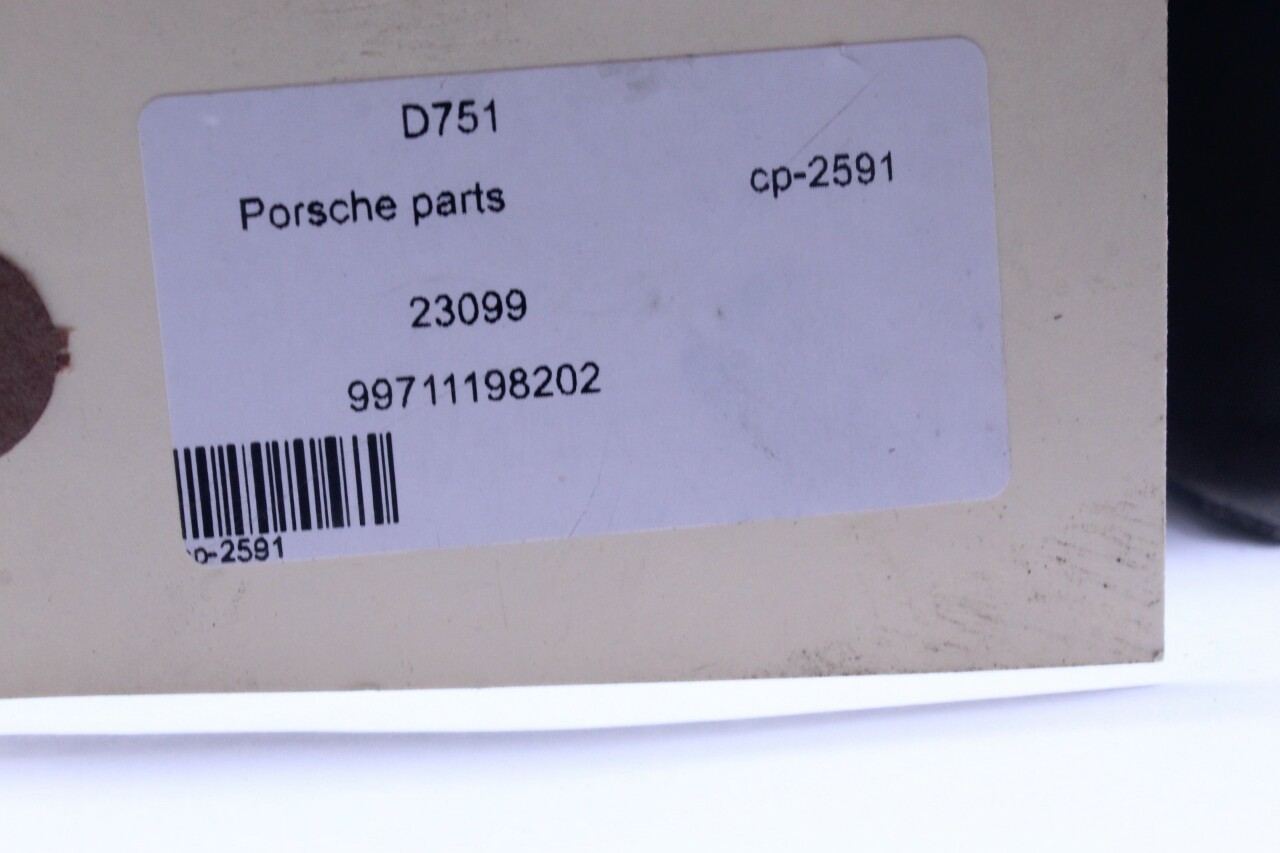 D751
Porsche parts
cp-2591
23099
99711198202
p-2591